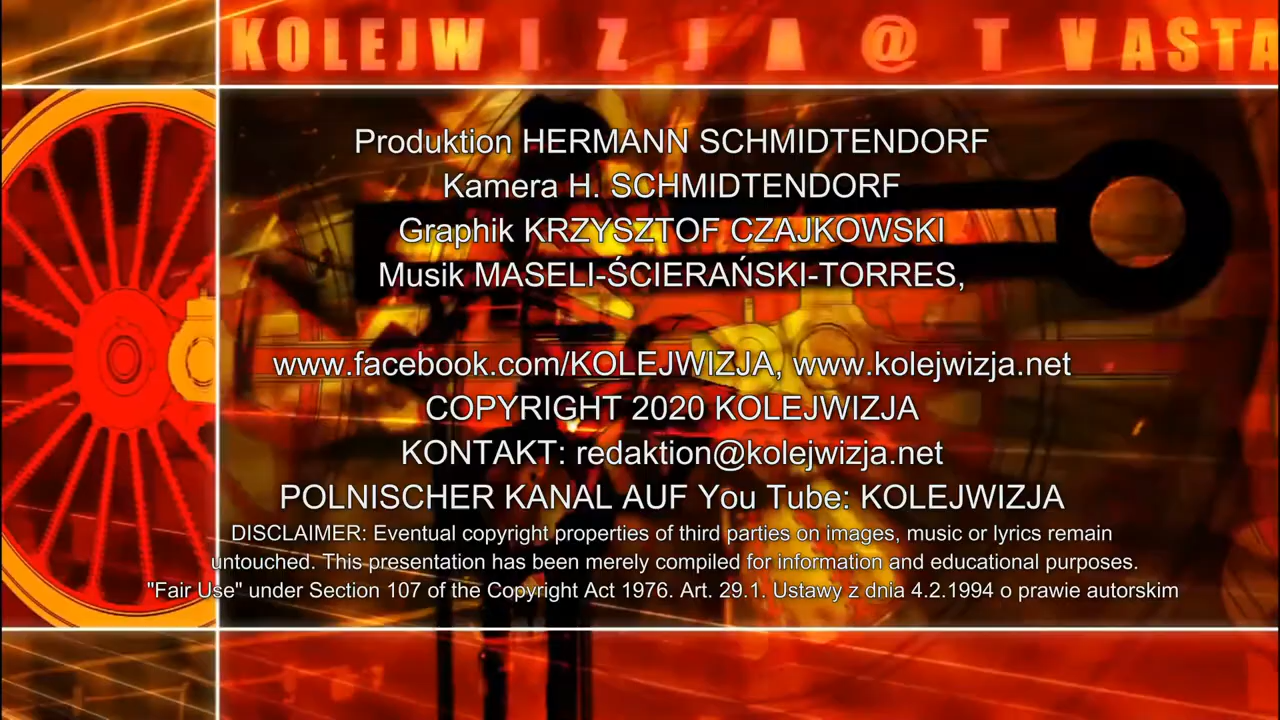 KOLEJWIZJA@TVASTA
Produktion HERMANN SCHMIDTENDORF
Kamera H. SCHMIDTENDORF
Graphik KRZYSZTOF CZAJKOWSKI
Musik MASELI-ŚCIERAŃSKI-TORRES,
www.facebook.com/KOLEJWIZJA, www.kolejwizja.net
COPYRIGHT 2020 KOLEJWIZJA
KONTAKT: redaktion@kolejwizja.net
POLNISCHER KANAL AUF You Tube: KOLEJWIZJA
DISCLAIMER: Eventual copyright properties of third parties on images, music or lyrics remain
untouched. This presentation has been merely compiled for information and educational purposes.
"Fair Use" under Section 107 of the Copyright Act 1976. Art. 29.1. Ustawy z dnia 4.2.1994 o prawie autorskim